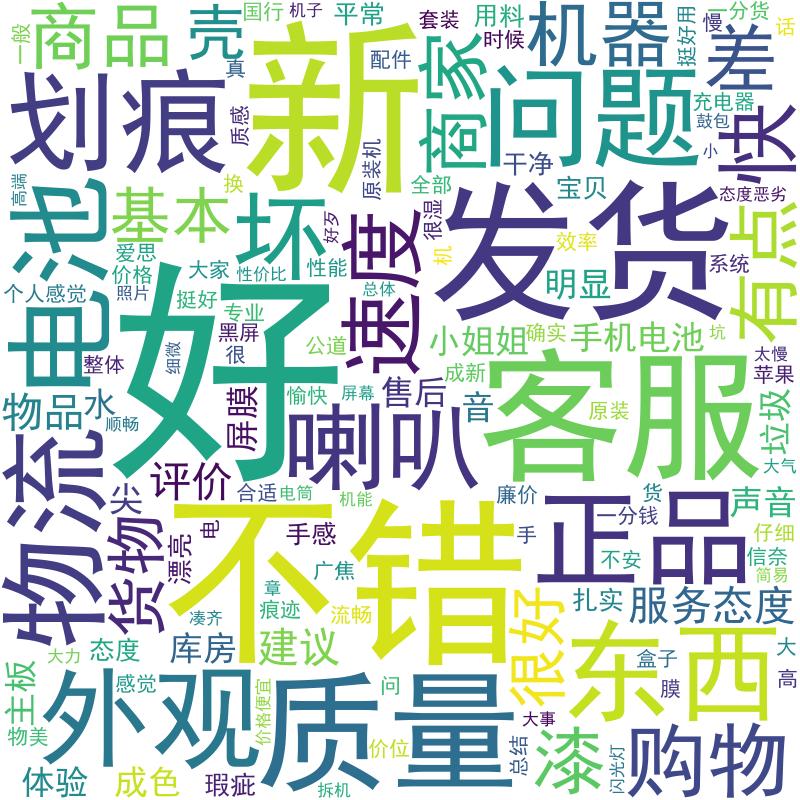 一般
商品
壳
国行
机子
平常
套装
用料
时候
机器
挺好用
一分货
慢
差
话
划痕
真
质感
新
配件
原装机
商家
问题
充电器
鼓包
小
快
高端
电池
基本
换
坏
好歹
速度
全部
很湿
干净
宝贝
机
发货
效率
态度恶劣
有点
系统
爱思
价格
大家
性价比
性能
个人感觉
照片
挺好
专业
总体
明显
黑屏
很
细微
好
公道
小姐姐
确实
手机电池
坑
太慢
苹果
整体
物品
水
顺畅
屏膜
愉快
屏幕
售后
成新
音
喇叭
客服
原装
垃圾
大气
物流
尖
评价
合适
电筒
机能
廉价
货
一分钱
声音
仔细
货物
漂亮
电
不错
手感
广焦
手
正品
不安
信奈
简易
章
痕迹
流畅
凑齐
库房
建议
很好
扎实
服务态度
主板
大力
态度
外观
感觉
物美
价格便宜
质量
问
价位
大事
总结
东西
盒子
膜
大
高
体验
成色
瑕疵
拆机
漆
闪光灯
购物